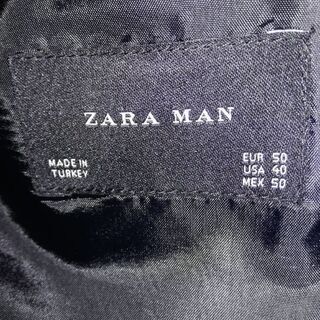 ZARA MAN
MADE IN
TURKEY
EUR 50
USA 40
MEX 50